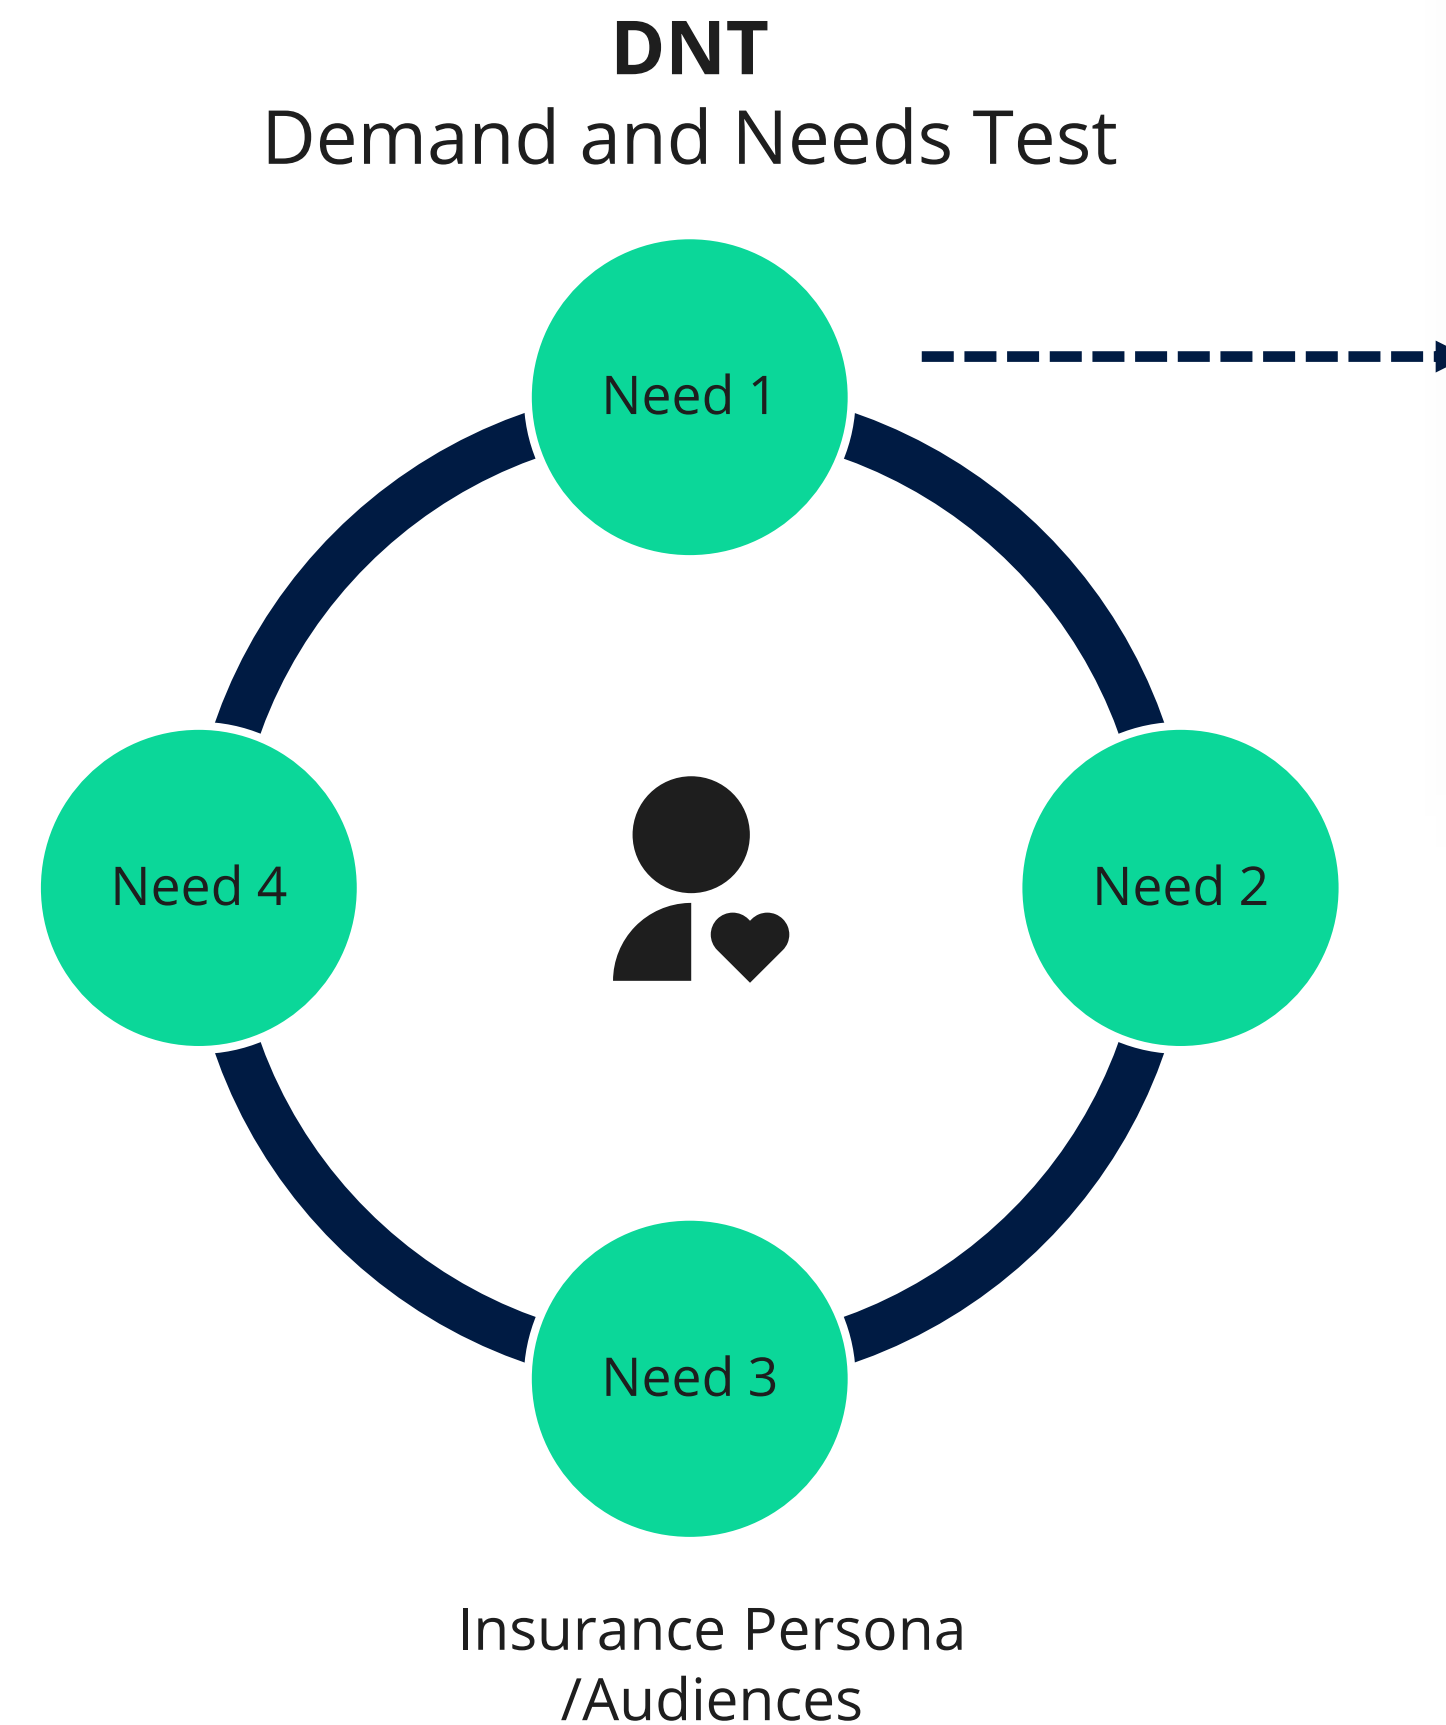 DNT
Demand and Needs Test
Need 1
Need 4
Need 2
Need 3
Insurance Persona
/Audiences